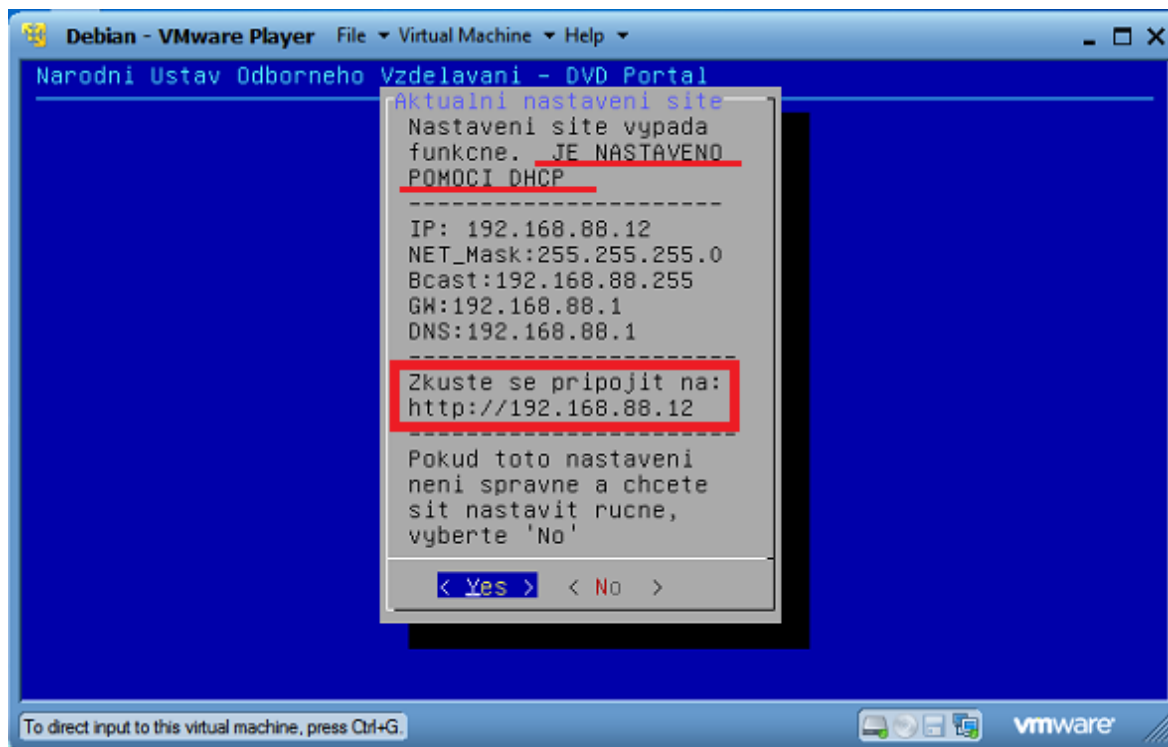 Debian - VMware Player File Virtual Machine Help
Narodni Ustav Odborneho Vzdelavani - DVD Portal
Aktualni nastaveni site
Nastaveni site vypada
funkcne. JE NASTAVENO
POMOCI DHCP
----------------------
IP: 192.168.88.12
NET_Mask:255.255.255.0
Bcast:192.168.88.255
GW:192.168.88.1
DNS:192.168.88.1
-----------------------
Zkuste se pripojit na:
http://192.168.88.12
-----------------------
Pokud toto nastaveni
neni spravne a chcete
sit nastavit rucne,
vyberte 'No'
< Yes > < No >
To direct input to this virtual machine, press Ctrl+G. vmware